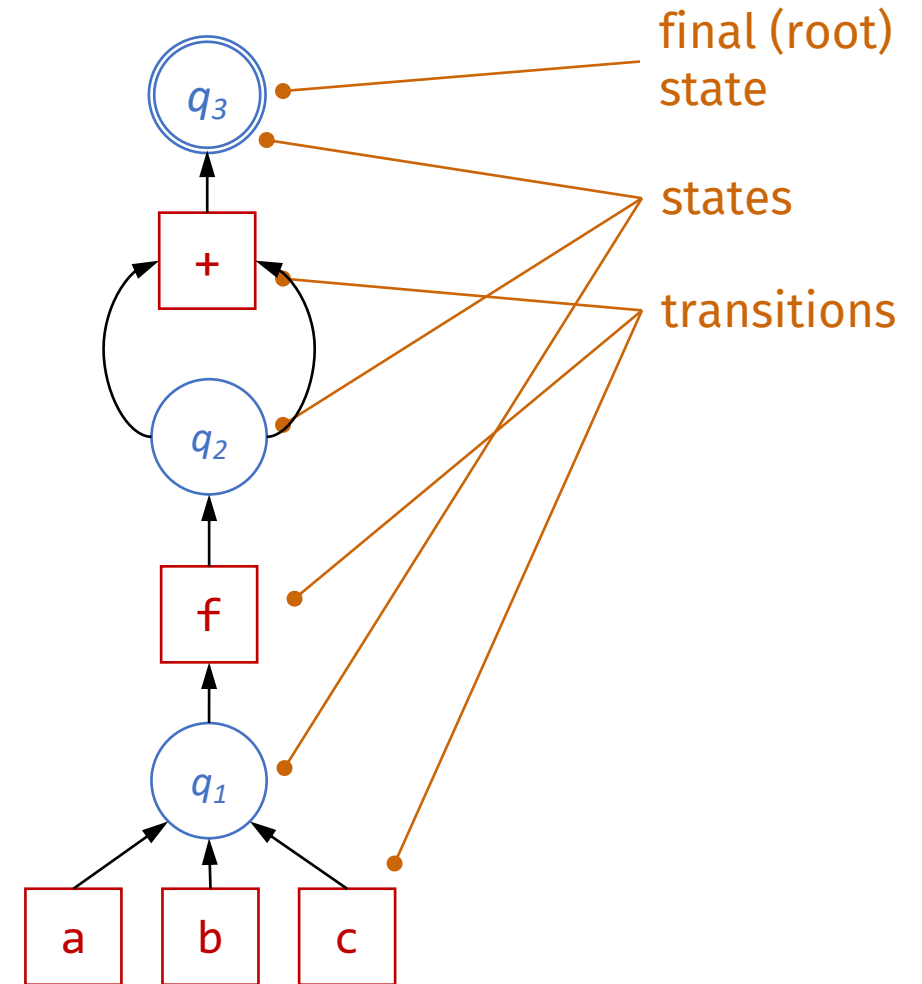 final (root)
state
q₃
states
+
transitions
q₂
f
q₁
a b c